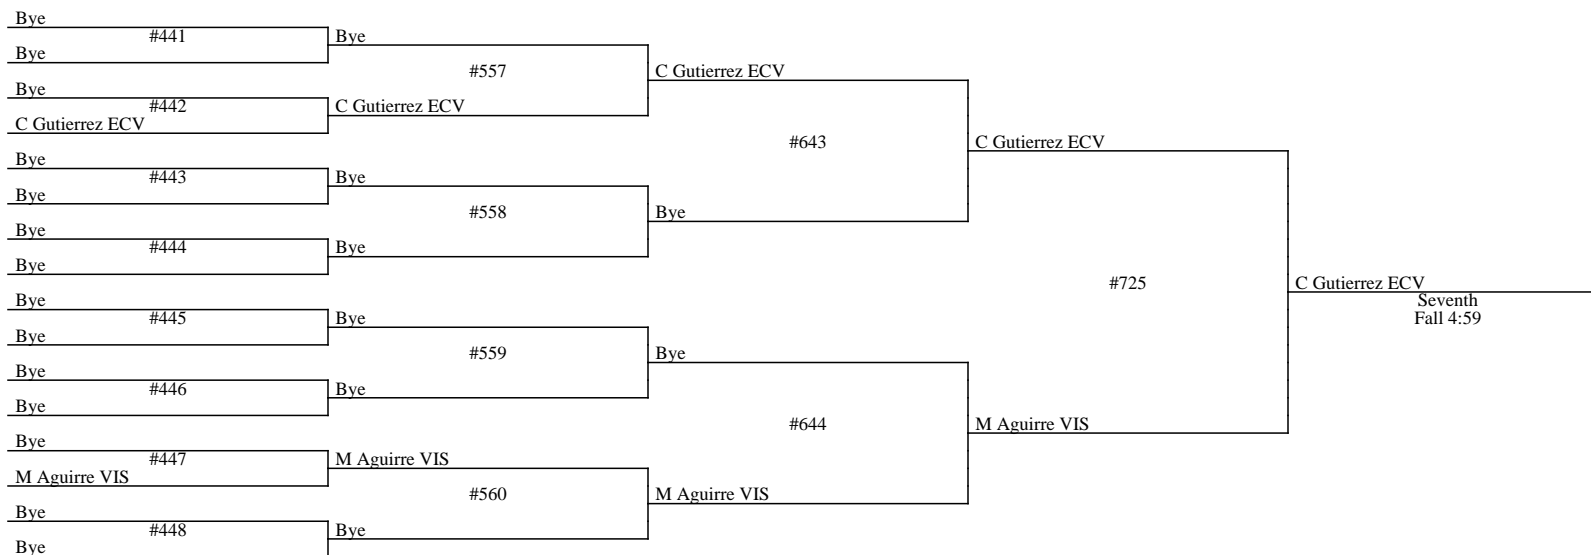 Bye
#441
Bye
Bye
#442
C Gutierrez ECV
Bye
#443
Bye
Bye
#444
Bye
Bye
#445
Bye
Bye
#446
Bye
Bye
#447
M Aguirre VIS
Bye
#448
Bye
Bye
#557
C Gutierrez ECV
Bye
#558
Bye
Bye
#559
Bye
M Aguirre VIS
#560
Bye
C Gutierrez ECV
#643
Bye
Bye
#644
M Aguirre VIS
C Gutierrez ECV
#725
M Aguirre VIS
C Gutierrez ECV
Seventh
Fall 4:59